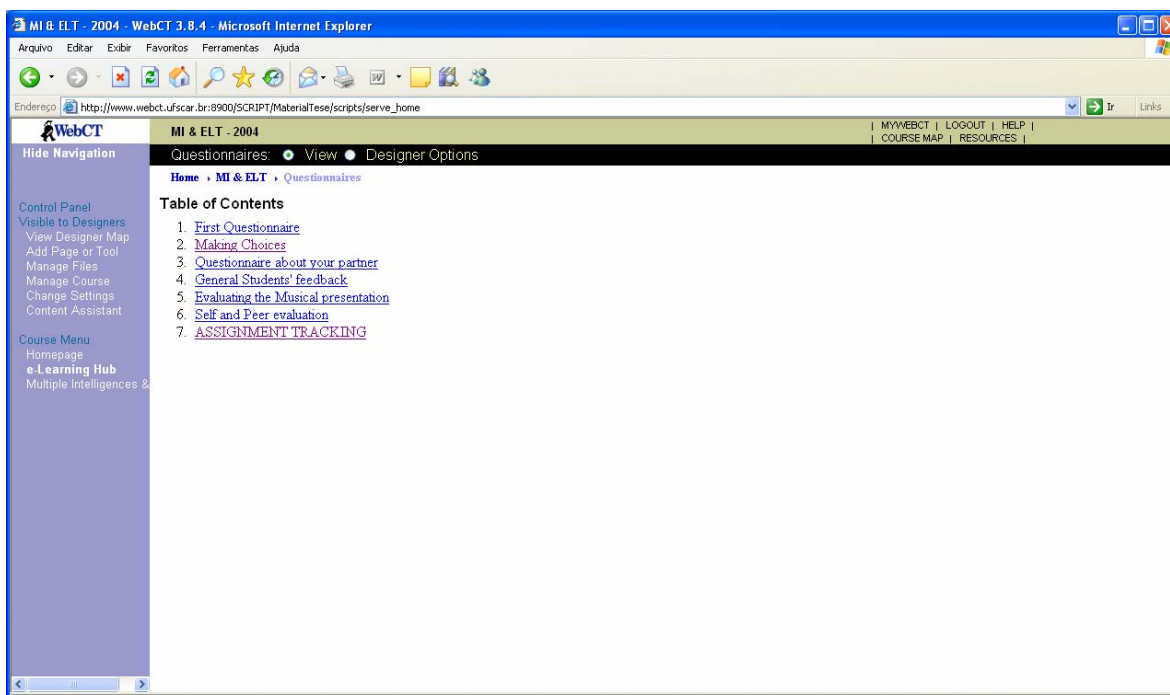 MI & ELT - 2004 - WebCT 3.8.4 - Microsoft Internet Explorer
Arquivo Editar Exibir Favoritos Ferramentas Ajuda
Endereço http://www.webct.ufscar.br:8900/SCRIPT/MaterialTese/scripts/serve_home Ir Links
WebCT MI & ELT - 2004 | MYWEBCT | LOGOUT | HELP |
| COURSE MAP | RESOURCES |
Hide Navigation Questionnaires: View Designer Options
Home › MI & ELT › Questionnaires
Control Panel
Visible to Designers
View Designer Map
Add Page or Tool
Manage Files
Manage Course
Change Settings
Content Assistant
Course Menu
Homepage
e-Learning Hub
Multiple Intelligences &
Table of Contents
1. First Questionnaire
2. Making Choices
3. Questionnaire about your partner
4. General Students' feedback
5. Evaluating the Musical presentation
6. Self and Peer evaluation
7. ASSIGNMENT TRACKING